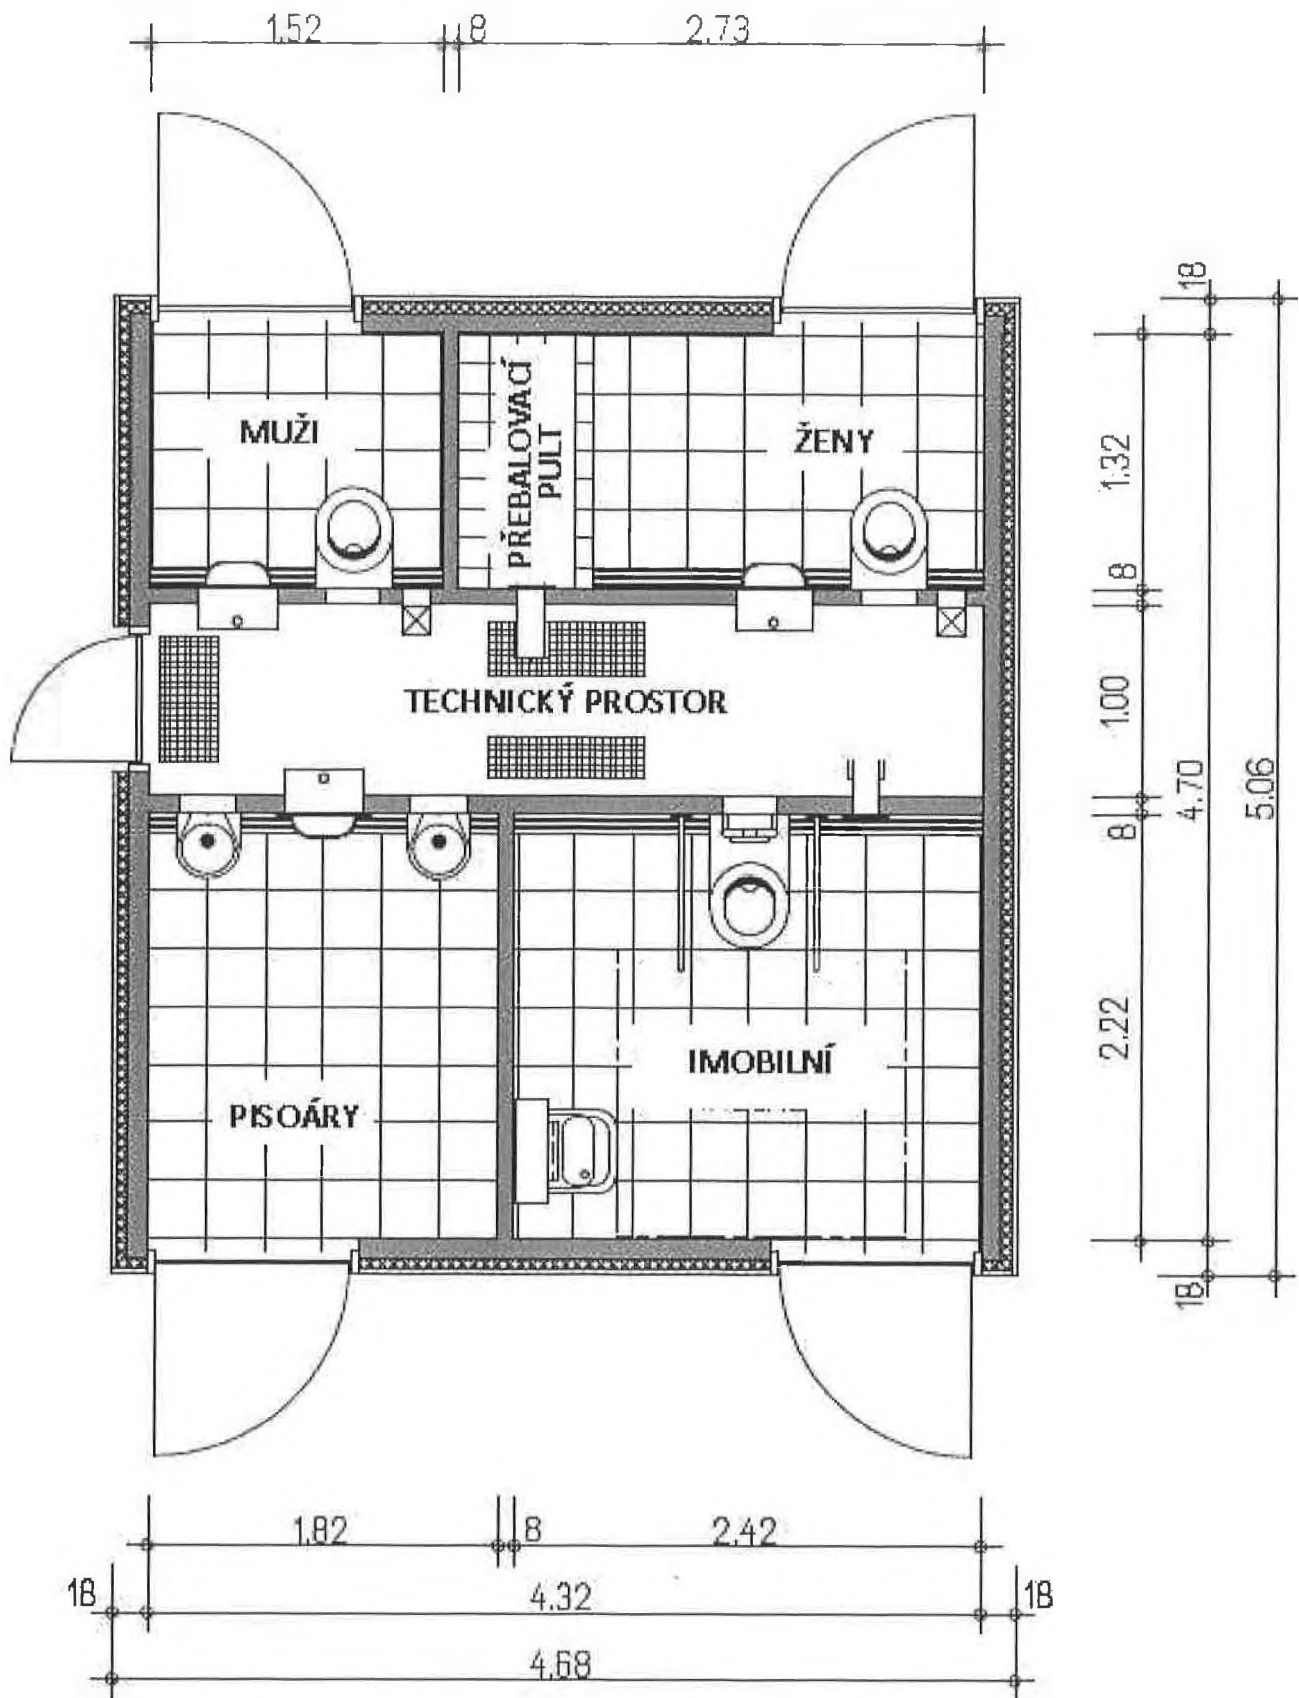 1.52
8
2.73
18
MUŽI
PŘEBALOVACÍ
PULT
ŽENY
1.32
8
TECHNICKÝ PROSTOR
1.00
4.70
5.06
8
2.22
IMOBILNÍ
PISOÁRY
18
1.82
8
2.42
18
4.32
18
4.68